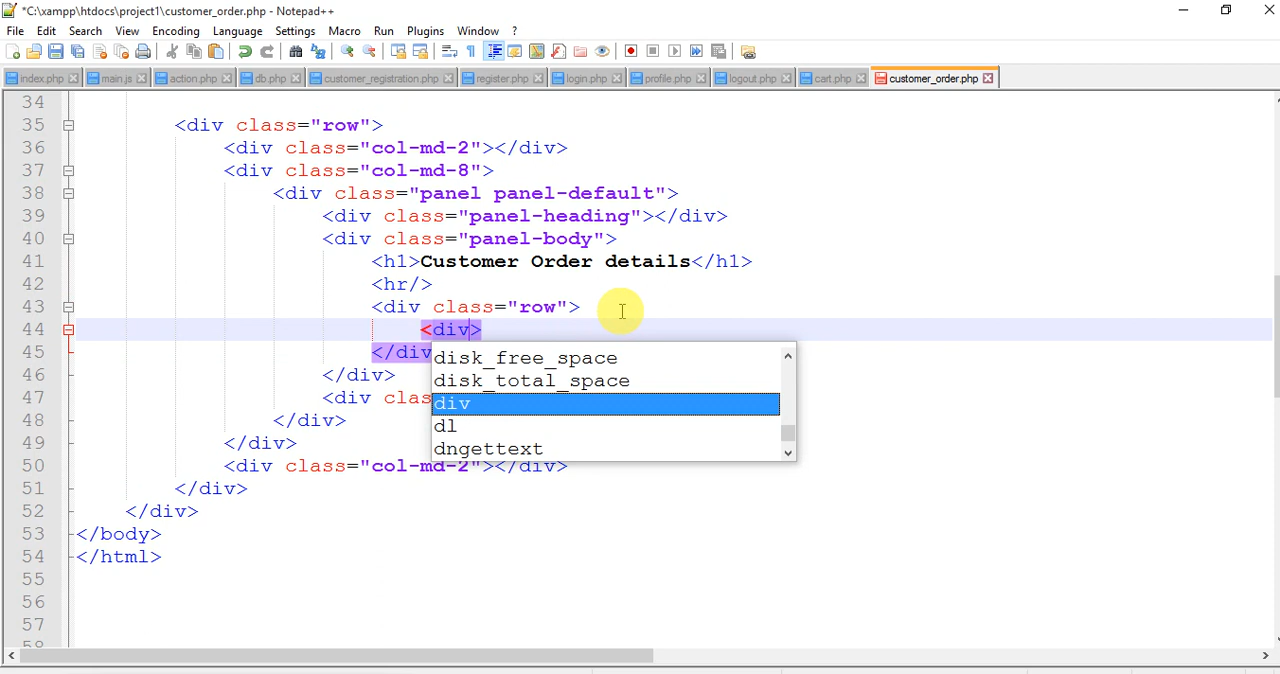 *C:\xampp\htdocs\project1\customer_order.php - Notepad++
File Edit Search View Encoding Language Settings Macro Run Plugins Window ?
index.php main.js action.php db.php customer_registration.php register.php login.php profile.php logout.php cart.php customer_order.php
34
35 <div class="row">
36 <div class="col-md-2"></div>
37 <div class="col-md-8">
38 <div class="panel panel-default">
39 <div class="panel-heading"></div>
40 <div class="panel-body">
41 <h1>Customer Order details</h1>
42 <hr/>
43 <div class="row">
44 <div>
45 </div
disk_free_space
disk_total_space
div
dl
dngettext
46 </div>
47 <div clas
48 </div>
49 </div>
50 <div class="col-md-2"></div>
51 </div>
52 </div>
53 </body>
54 </html>
55
56
57
58